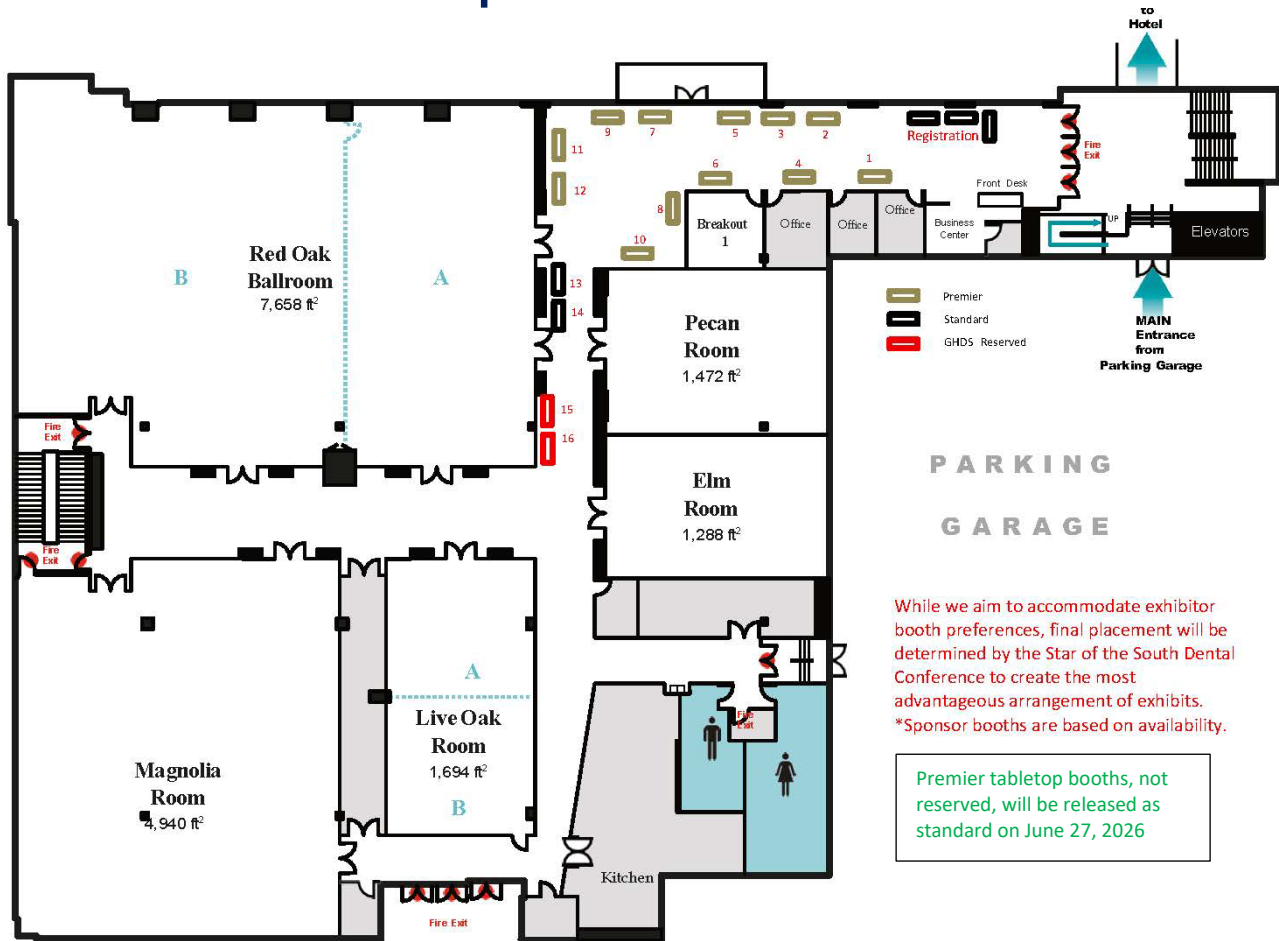 to
Hotel
9
7
5
3
2
Registration
Fire
Exit
11
12
6
4
1
8
10
Front Desk
Breakout
1
Office
Office
Office
Business
Center
UP
Elevators
Red Oak
Ballroom
7,658 ft²
B
A
13
14
Pecan
Room
1,472 ft²
Premier
Standard
GHDS Reserved
MAIN
Entrance
from
Parking Garage
15
16
Fire
Exit
Elm
Room
1,288 ft²
PARKING
GARAGE
Fire
Exit
While we aim to accommodate exhibitor
booth preferences, final placement will be
determined by the Star of the South Dental
Conference to create the most
advantageous arrangement of exhibits.
*Sponsor booths are based on availability.
A
Live Oak
Room
1,694 ft²
B
Fire
Exit
Magnolia
Room
4,940 ft²
Premier tabletop booths, not
reserved, will be released as
standard on June 27, 2026
Kitchen
Fire Exit